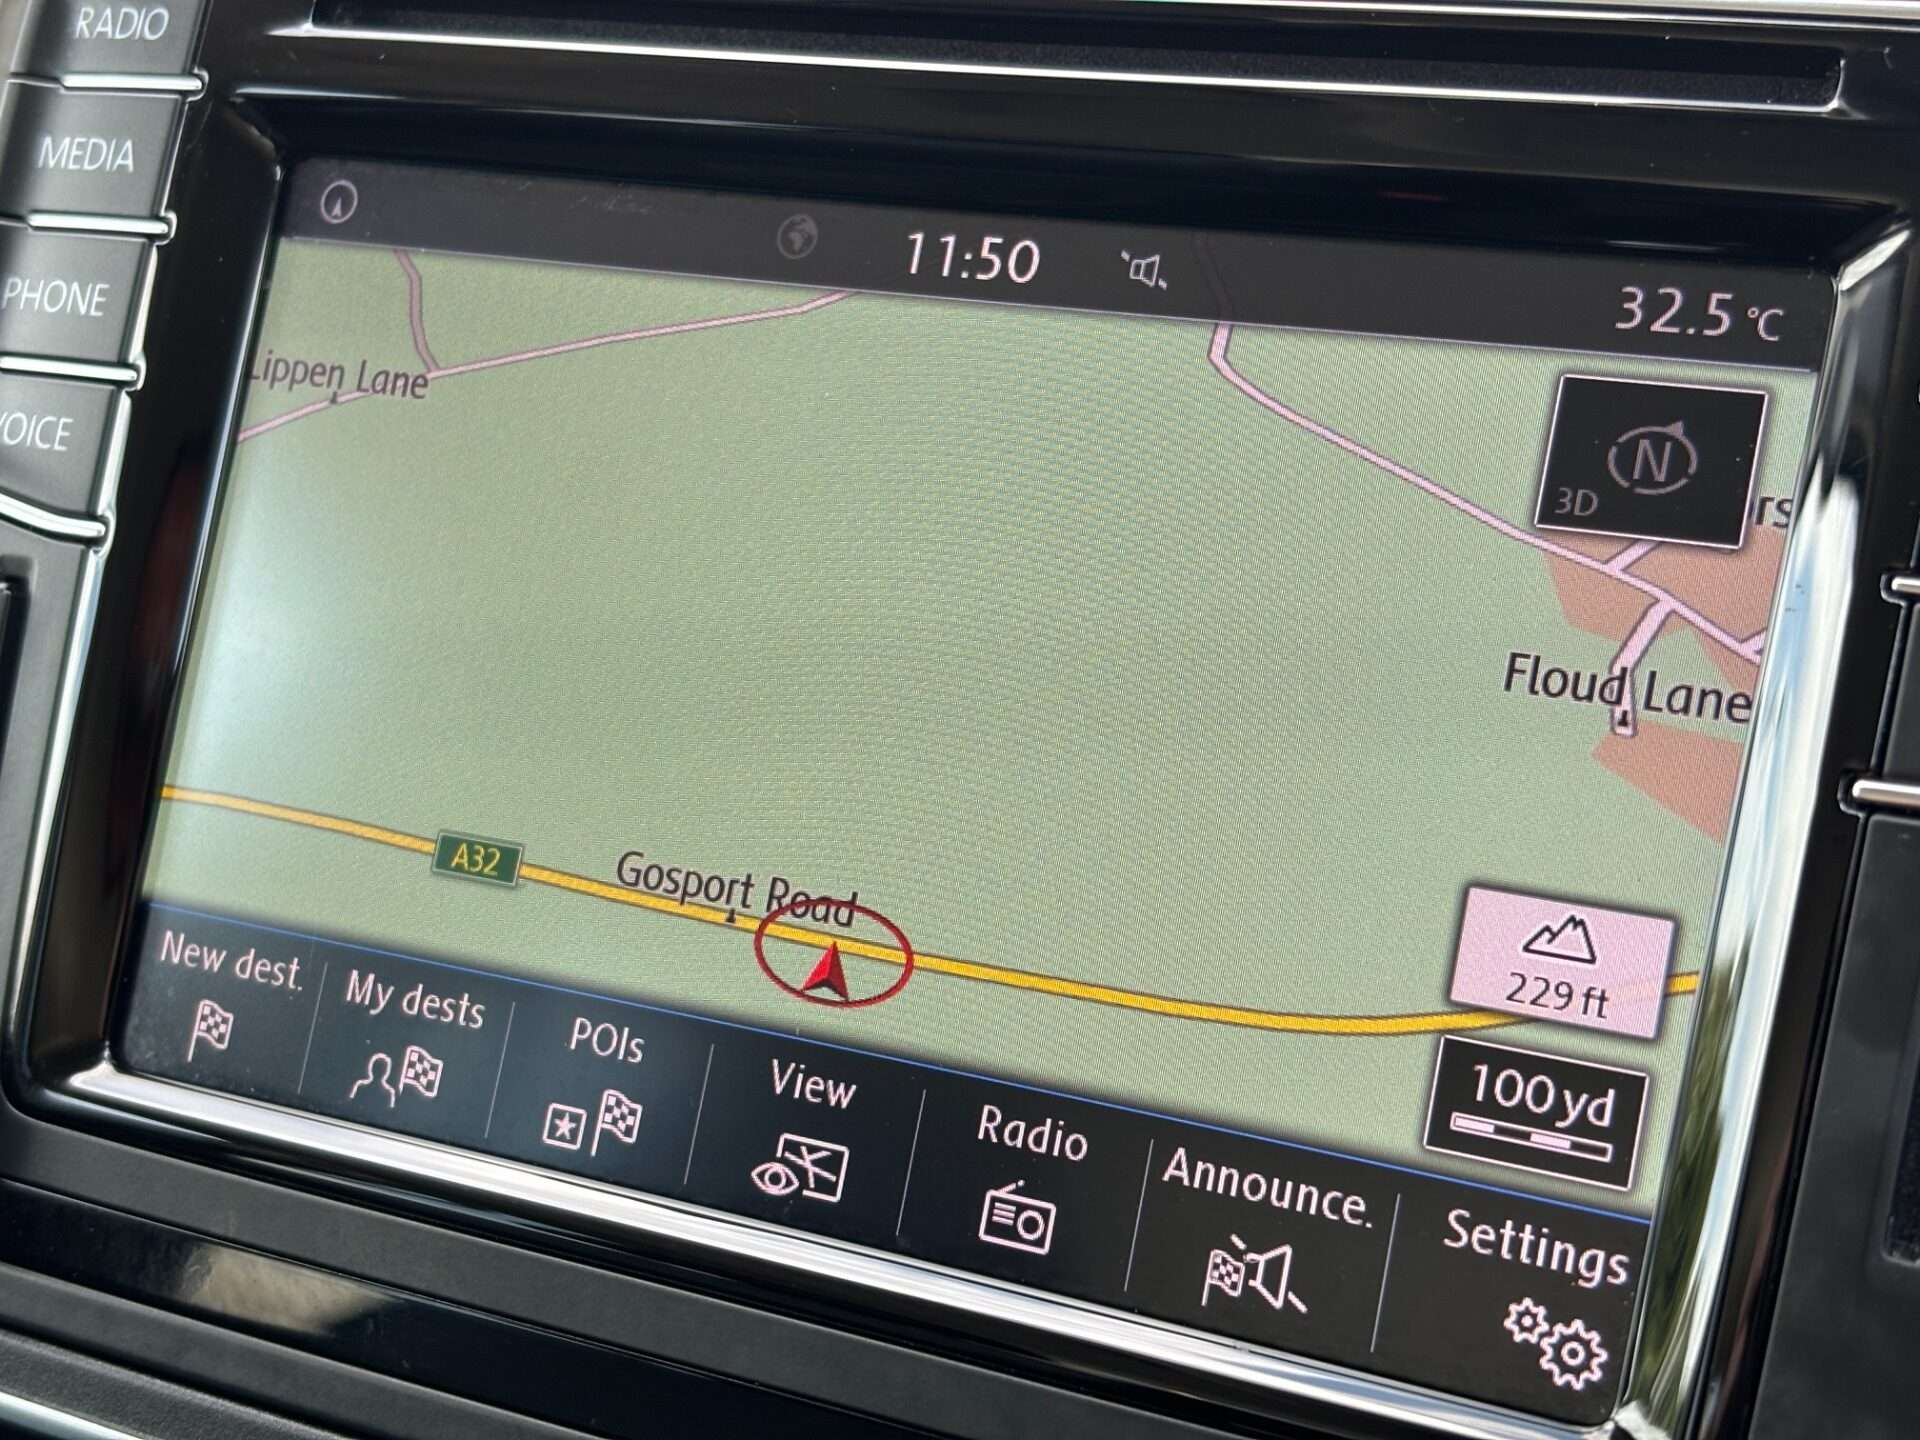 RADIO
MEDIA
PHONE
VOICE
11:50
32.5 °C
Lippen Lane
N
3D
Floud Lane
A32
Gosport Road
229 ft
100 yd
New dest.
My dests
POIs
View
Radio
Announce.
Settings